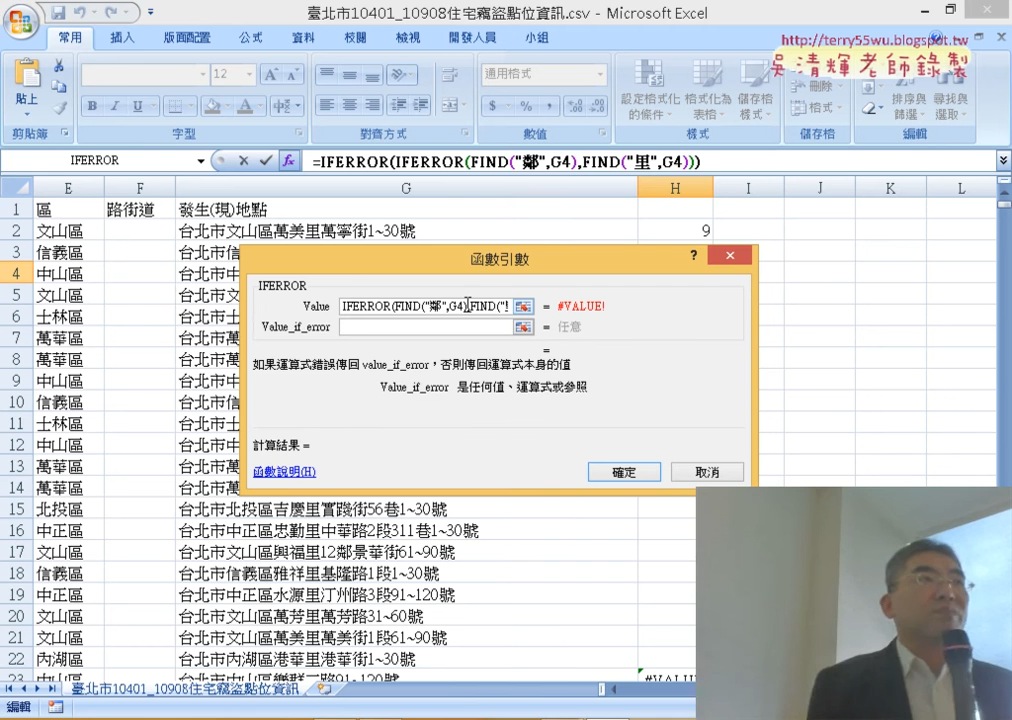 臺北市10401_10908住宅竊盜點位資訊.csv - Microsoft Excel
常用 插入 版面配置 公式 資料 校閱 檢視 開發人員 小組
http://terry55wu.blogspot.tw
吳清輝老師錄製
貼上
12
通用格式
B I U
$ % ,
設定格式化的條件
格式化為表格
儲存格樣式
刪除
格式
排序與篩選
尋找與選取
剪貼簿 字型 對齊方式 數值 樣式 儲存格 編輯
IFERROR
=IFERROR(IFERROR(FIND("鄰",G4),FIND("里",G4)))
E F G H I J K L
1 區 路街道 發生(現)地點
2 文山區 台北市文山區萬美里萬寧街1~30號 9
3 信義區 台北市信
4 中山區 台北市中
5 文山區 台北市文
6 士林區 台北市士
7 萬華區 台北市萬
8 萬華區 台北市萬
9 中山區 台北市中
10 信義區 台北市信
11 士林區 台北市士
12 中山區 台北市中
13 萬華區 台北市萬
14 萬華區 台北市萬
15 北投區 台北市北投區吉慶里實踐街56巷1~30號
16 中正區 台北市中正區忠勤里中華路2段311巷1~30號
17 文山區 台北市文山區興福里12鄰景華街61~90號
18 信義區 台北市信義區雅祥里基隆路1段1~30號
19 中正區 台北市中正區水源里汀州路3段91~120號
20 文山區 台北市文山區萬芳里萬芳路31~60號
21 文山區 台北市文山區萬美里萬美街1段61~90號
22 內湖區 台北市內湖區港華里港華街1~30號
函數引數
IFERROR
Value IFERROR(FIND("鄰",G4),FIND("里 = #VALUE!
Value_if_error = 任意
=
如果運算式錯誤傳回 value_if_error，否則傳回運算式本身的值
Value_if_error 是任何值、運算式或參照
計算結果 =
函數說明(H)
確定 取消
臺北市10401_10908住宅竊盜點位資訊
編輯